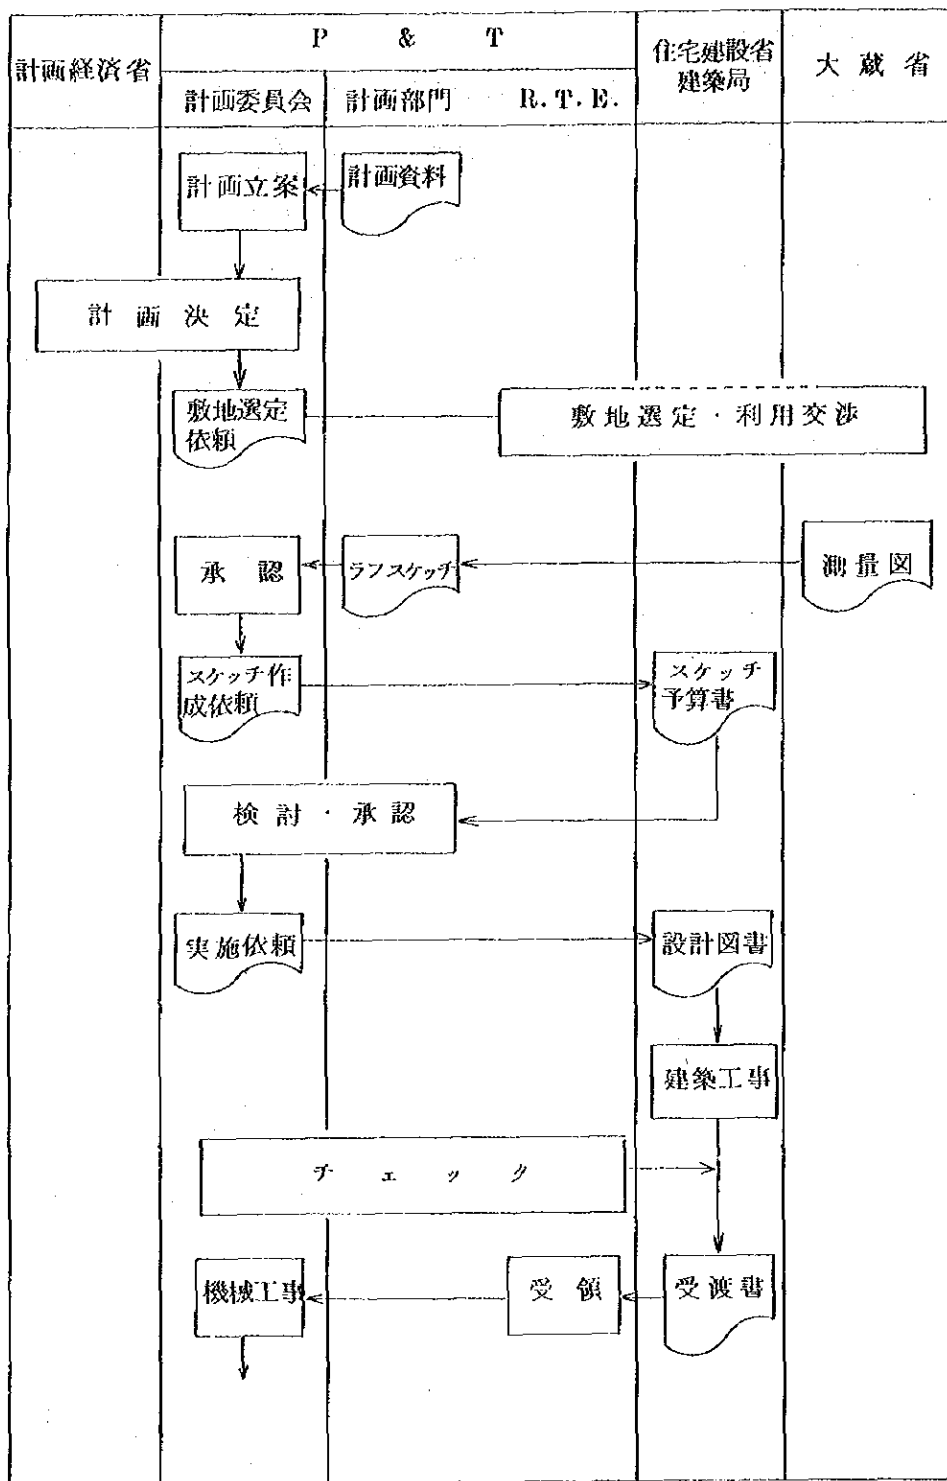 計画経済省
P & T
住宅建設省
建築局
大蔵省
計画委員会
計画部門
R.T.E.
計画立案
計画資料
計画決定
敷地選定
依頼
敷地選定・利用交渉
承認
ラフスケッチ
測量図
スケッチ作
成依頼
スケッチ
予算書
検討・承認
実施依頼
設計図書
建築工事
チェック
機械工事
受領
受渡書